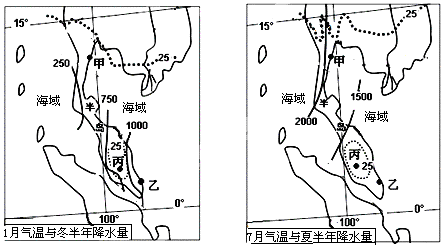 15°
25
甲
250
海域
半
750
海域
岛
1000
25
丙
乙
100°
0°
1月气温与冬半年降水量
15°
25
甲
海域
半
1500
2000
岛
海域
丙
25
乙
100°
0°
7月气温与夏半年降水量